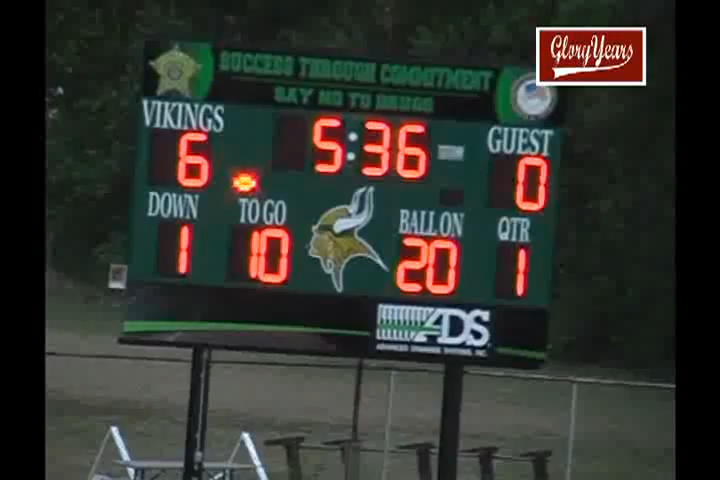 GloryYears
SUCCESS THROUGH COMMITMENT
SAY NO TO DRUGS
VIKINGS 5:36 GUEST
6 0
DOWN TO GO BALL ON QTR
1 10 20 1
ADS